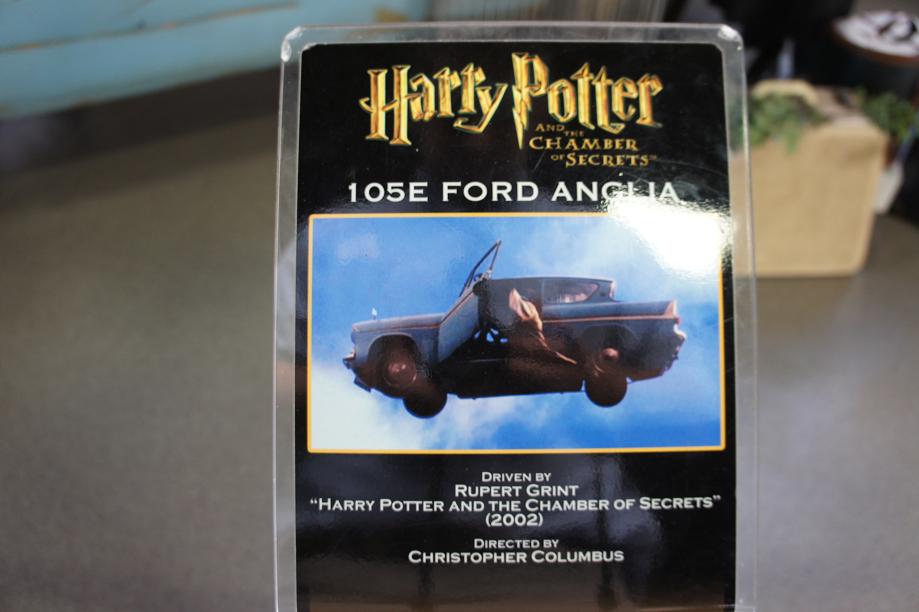 Harry Potter
AND THE
CHAMBER
OF SECRETS™
105E FORD ANGLIA
DRIVEN BY
RUPERT GRINT
“HARRY POTTER AND THE CHAMBER OF SECRETS”
(2002)
DIRECTED BY
CHRISTOPHER COLUMBUS